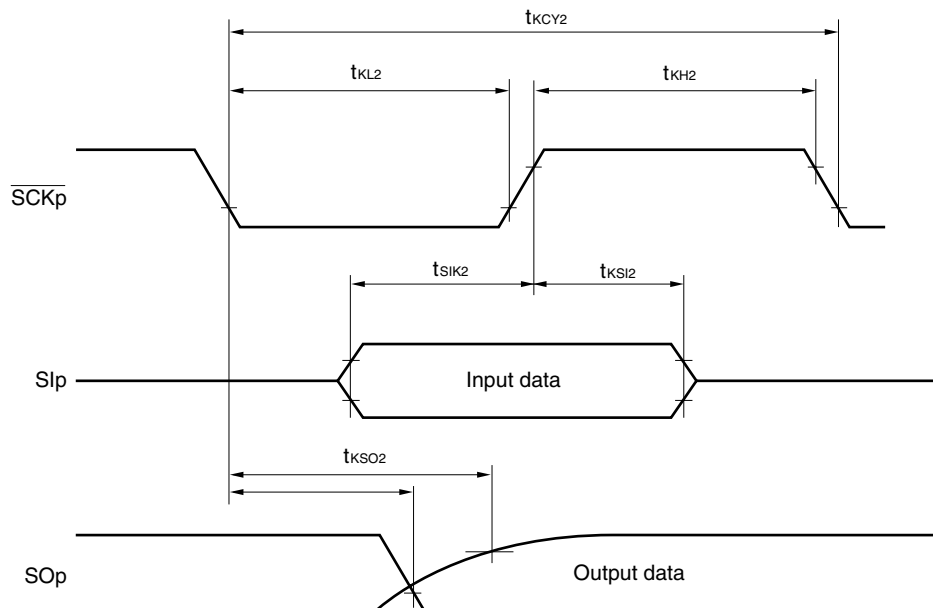 tKCY2
tKL2
tKH2
SCKp
tSIK2
tKSI2
SIp
Input data
tKSO2
SOp
Output data